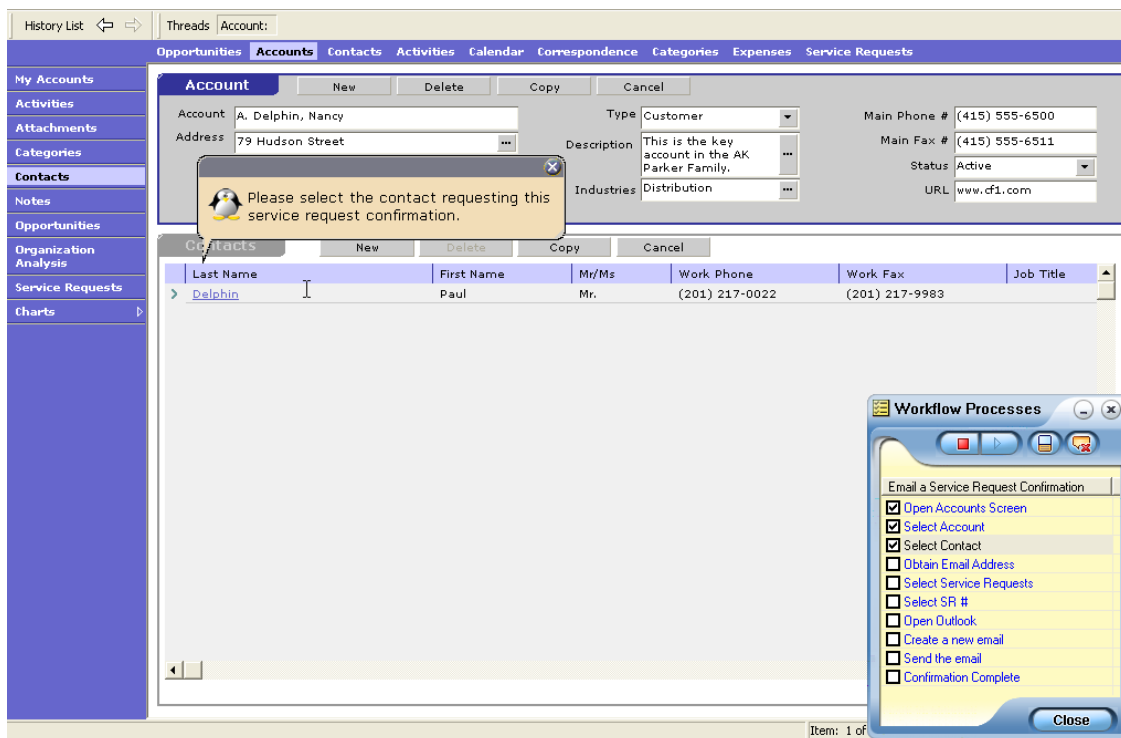 History List Threads Account:
Opportunities Accounts Contacts Activities Calendar Correspondence Categories Expenses Service Requests
My Accounts
Activities
Attachments
Categories
Contacts
Notes
Opportunities
Organization
Analysis
Service Requests
Charts
Account New Delete Copy Cancel
Account A. Delphin, Nancy
Address 79 Hudson Street
Type Customer
Description This is the key
account in the AK
Parker Family.
Industries Distribution
Main Phone # (415) 555-6500
Main Fax # (415) 555-6511
Status Active
URL www.cf1.com
Please select the contact requesting this
service request confirmation.
Contacts New Delete Copy Cancel
Last Name First Name Mr/Ms Work Phone Work Fax Job Title
Delphin Paul Mr. (201) 217-0022 (201) 217-9983
Workflow Processes
Email a Service Request Confirmation
Open Accounts Screen
Select Account
Select Contact
Obtain Email Address
Select Service Requests
Select SR #
Open Outlook
Create a new email
Send the email
Confirmation Complete
Close
Item: 1 of